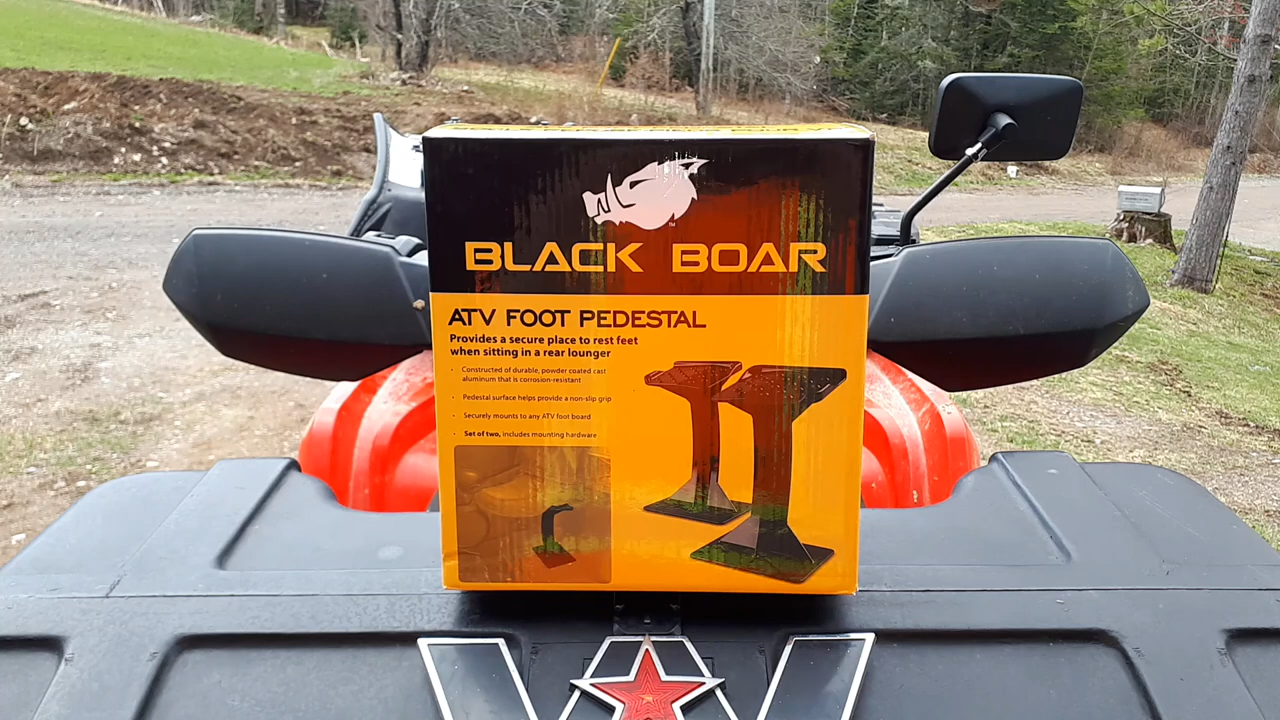 BLACK BOAR
ATV FOOT PEDESTAL
Provides a secure place to rest feet
when sitting in a rear lounger
• Constructed of durable, powder coated cast
aluminum that is corrosion-resistant
• Pedestal surface helps provide a non-slip grip
• Securely mounts to any ATV foot board
• Set of two, includes mounting hardware